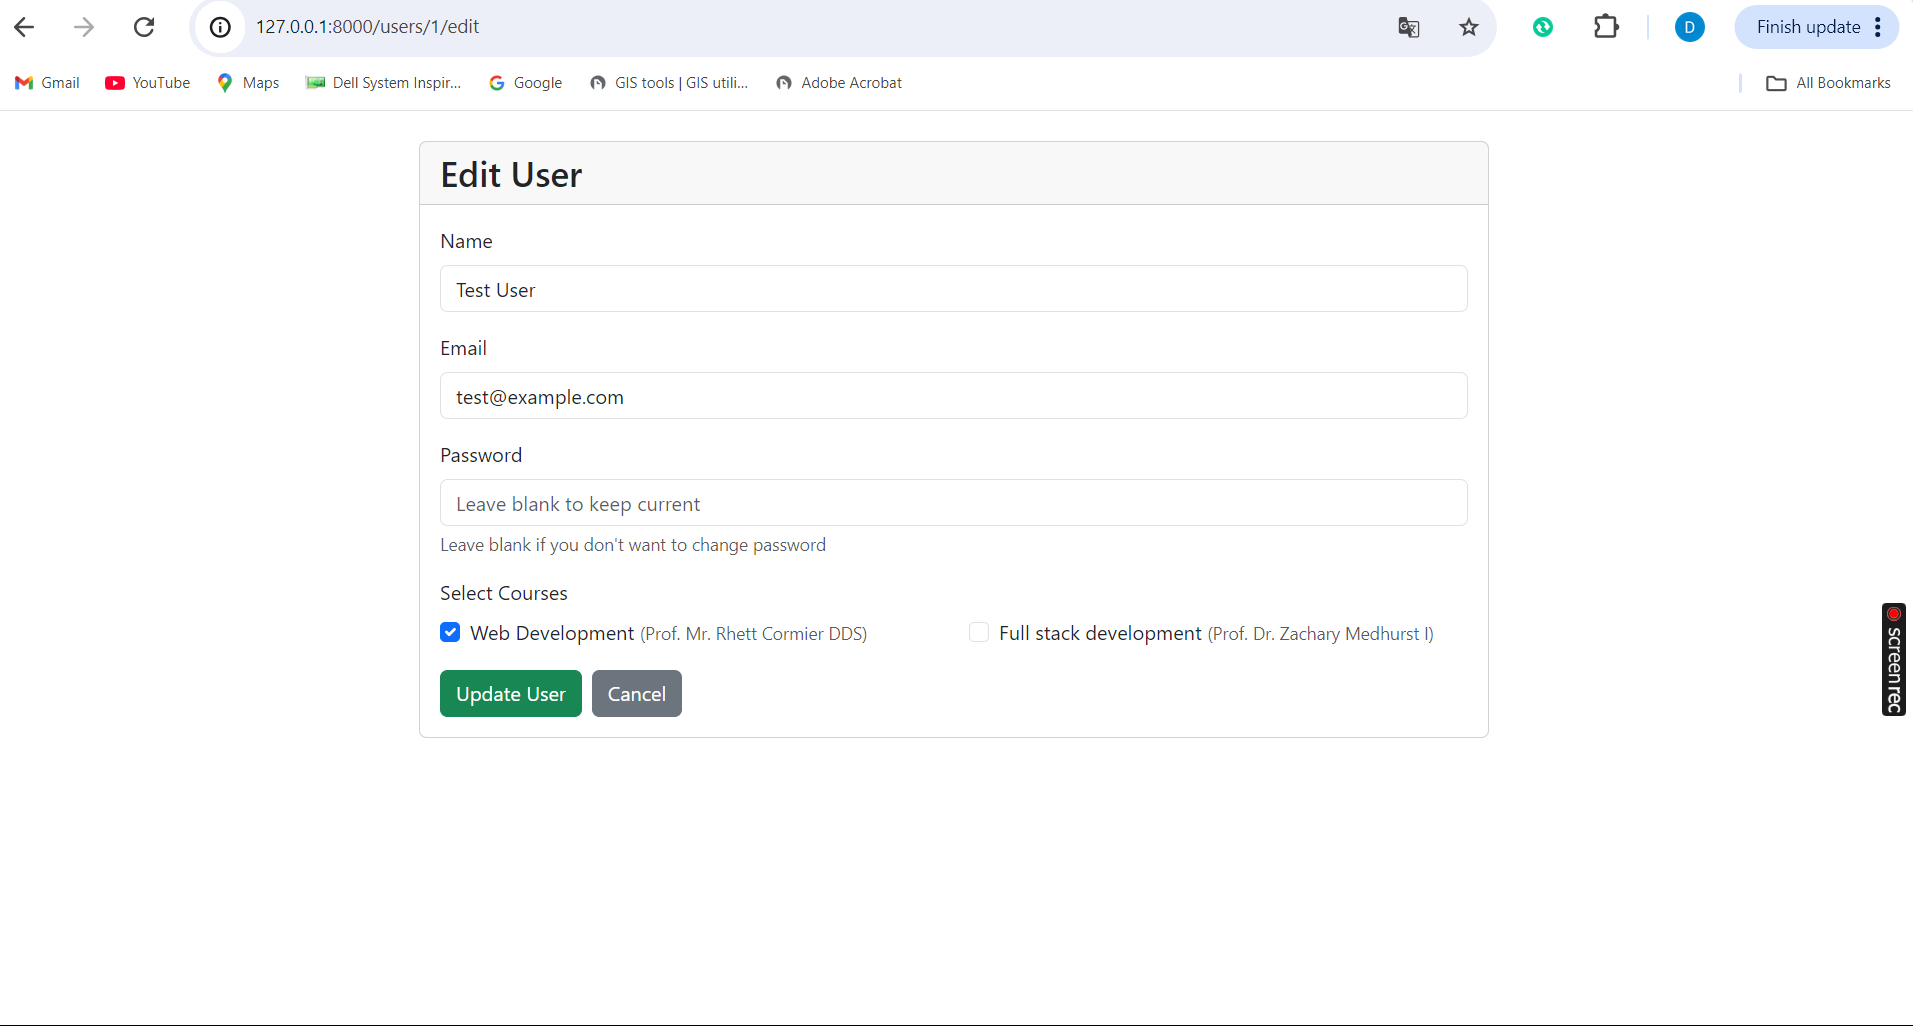 127.0.0.1:8000/users/1/edit
Finish update
D
Gmail
YouTube
Maps
Dell System Inspir...
Google
GIS tools | GIS utili...
Adobe Acrobat
All Bookmarks
Edit User
Name
Test User
Email
test@example.com
Password
Leave blank to keep current
Leave blank if you don't want to change password
Select Courses
Web Development (Prof. Mr. Rhett Cormier DDS)
Full stack development (Prof. Dr. Zachary Medhurst I)
Update User
Cancel
screenrec